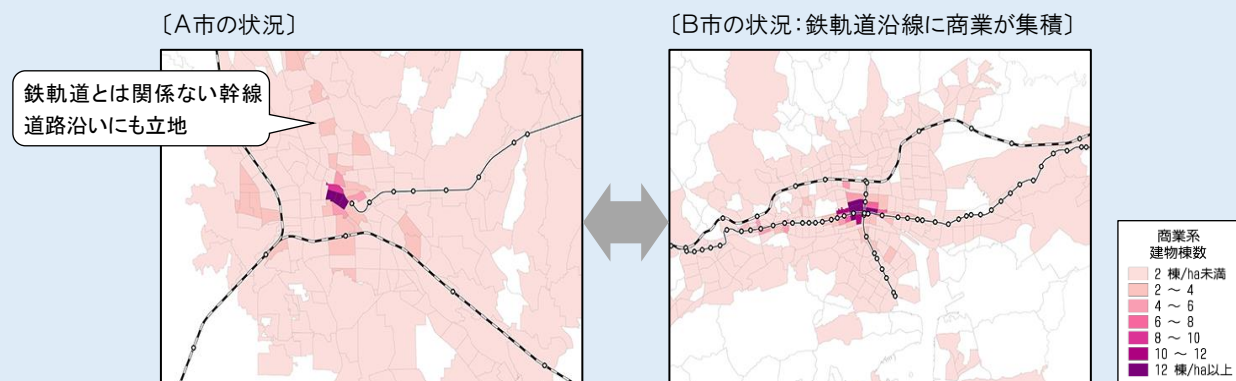 〔A市の状況〕
〔B市の状況：鉄軌道沿線に商業が集積〕
鉄軌道とは関係ない幹線
道路沿いにも立地
商業系
建物棟数
2 棟/ha未満
2 ～ 4
4 ～ 6
6 ～ 8
8 ～ 10
10 ～ 12
12 棟/ha以上